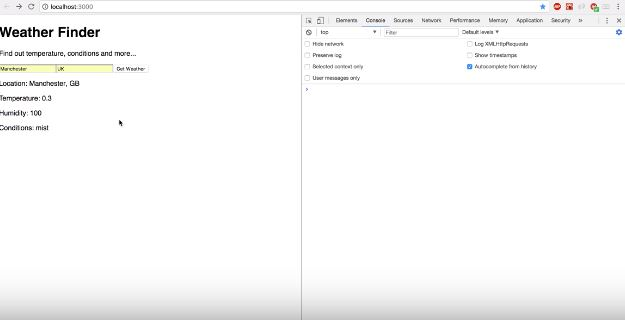 localhost:3000
Weather Finder
Find out temperature, conditions and more...
Manchester UK Get Weather
Location: Manchester, GB
Temperature: 0.3
Humidity: 100
Conditions: mist
Elements Console Sources Network Performance Memory Application Security »
top Filter Default levels
Hide network Log XMLHttpRequests
Preserve log Show timestamps
Selected context only Autocomplete from history
User messages only
›